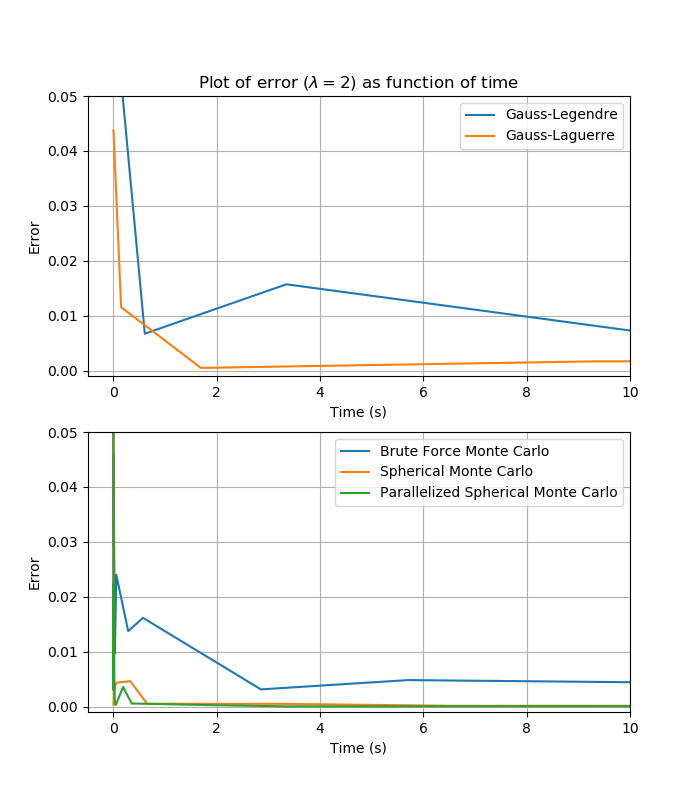 Plot of error (λ = 2) as function of time
Gauss-Legendre
Gauss-Laguerre
Error
0.05
0.04
0.03
0.02
0.01
0.00
0 2 4 6 8 10
Time (s)
Brute Force Monte Carlo
Spherical Monte Carlo
Parallelized Spherical Monte Carlo
Error
0.05
0.04
0.03
0.02
0.01
0.00
0 2 4 6 8 10
Time (s)